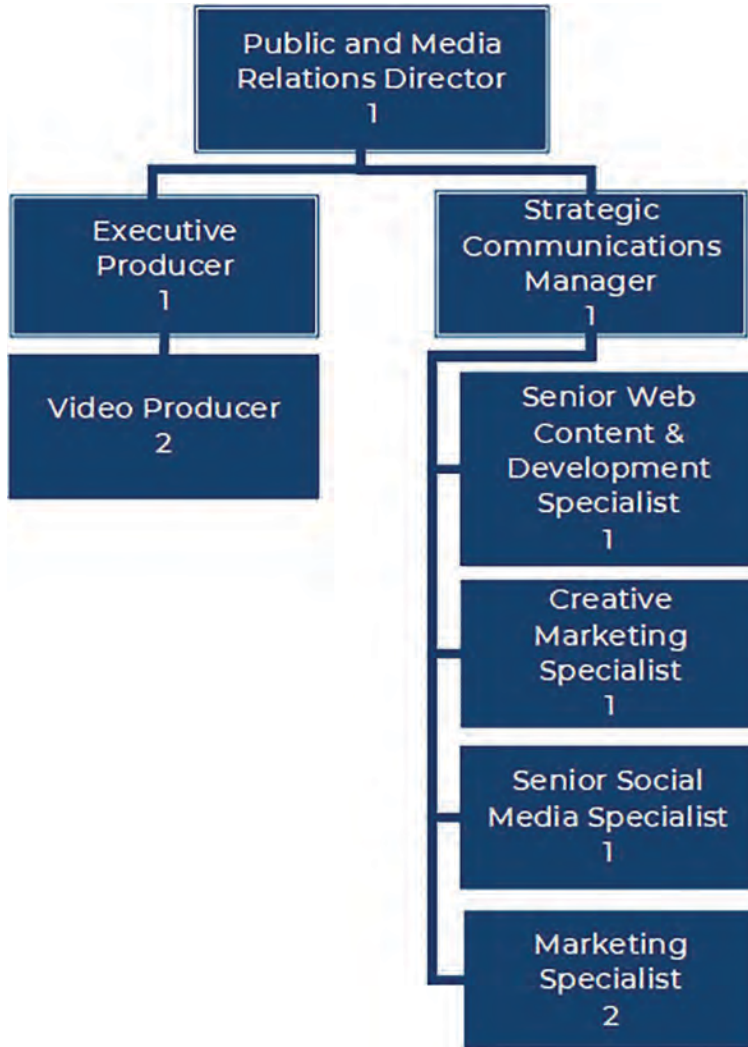 Public and Media
Relations Director
1
Executive
Producer
1
Strategic
Communications
Manager
1
Video Producer
2
Senior Web
Content &
Development
Specialist
1
Creative
Marketing
Specialist
1
Senior Social
Media Specialist
1
Marketing
Specialist
2